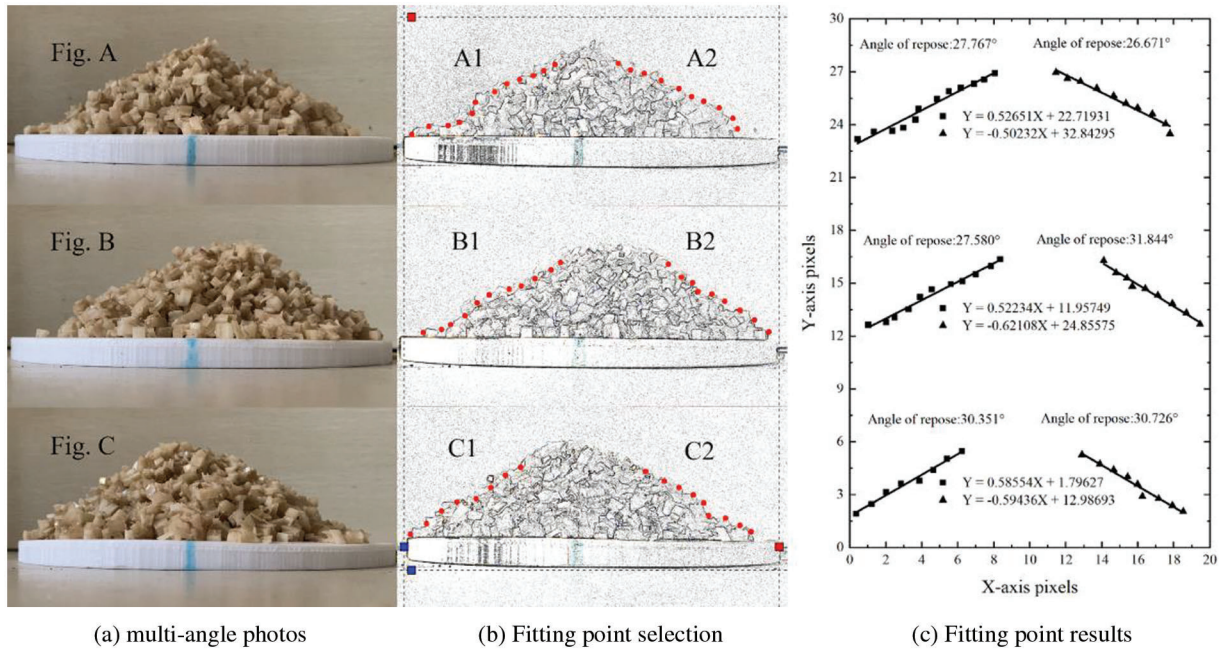 Fig. A
A1
A2
Fig. B
B1
B2
Fig. C
C1
C2
Y-axis pixels
30
27
24
21
18
15
12
9
6
3
0
Angle of repose:27.767°
Angle of repose:26.671°
Y = 0.52651X + 22.71931
Y = -0.50232X + 32.84295
Angle of repose:27.580°
Angle of repose:31.844°
Y = 0.52234X + 11.95749
Y = -0.62108X + 24.85575
Angle of repose:30.351°
Angle of repose:30.726°
Y = 0.58554X + 1.79627
Y = -0.59436X + 12.98693
0 2 4 6 8 10 12 14 16 18 20
X-axis pixels
(a) multi-angle photos
(b) Fitting point selection
(c) Fitting point results